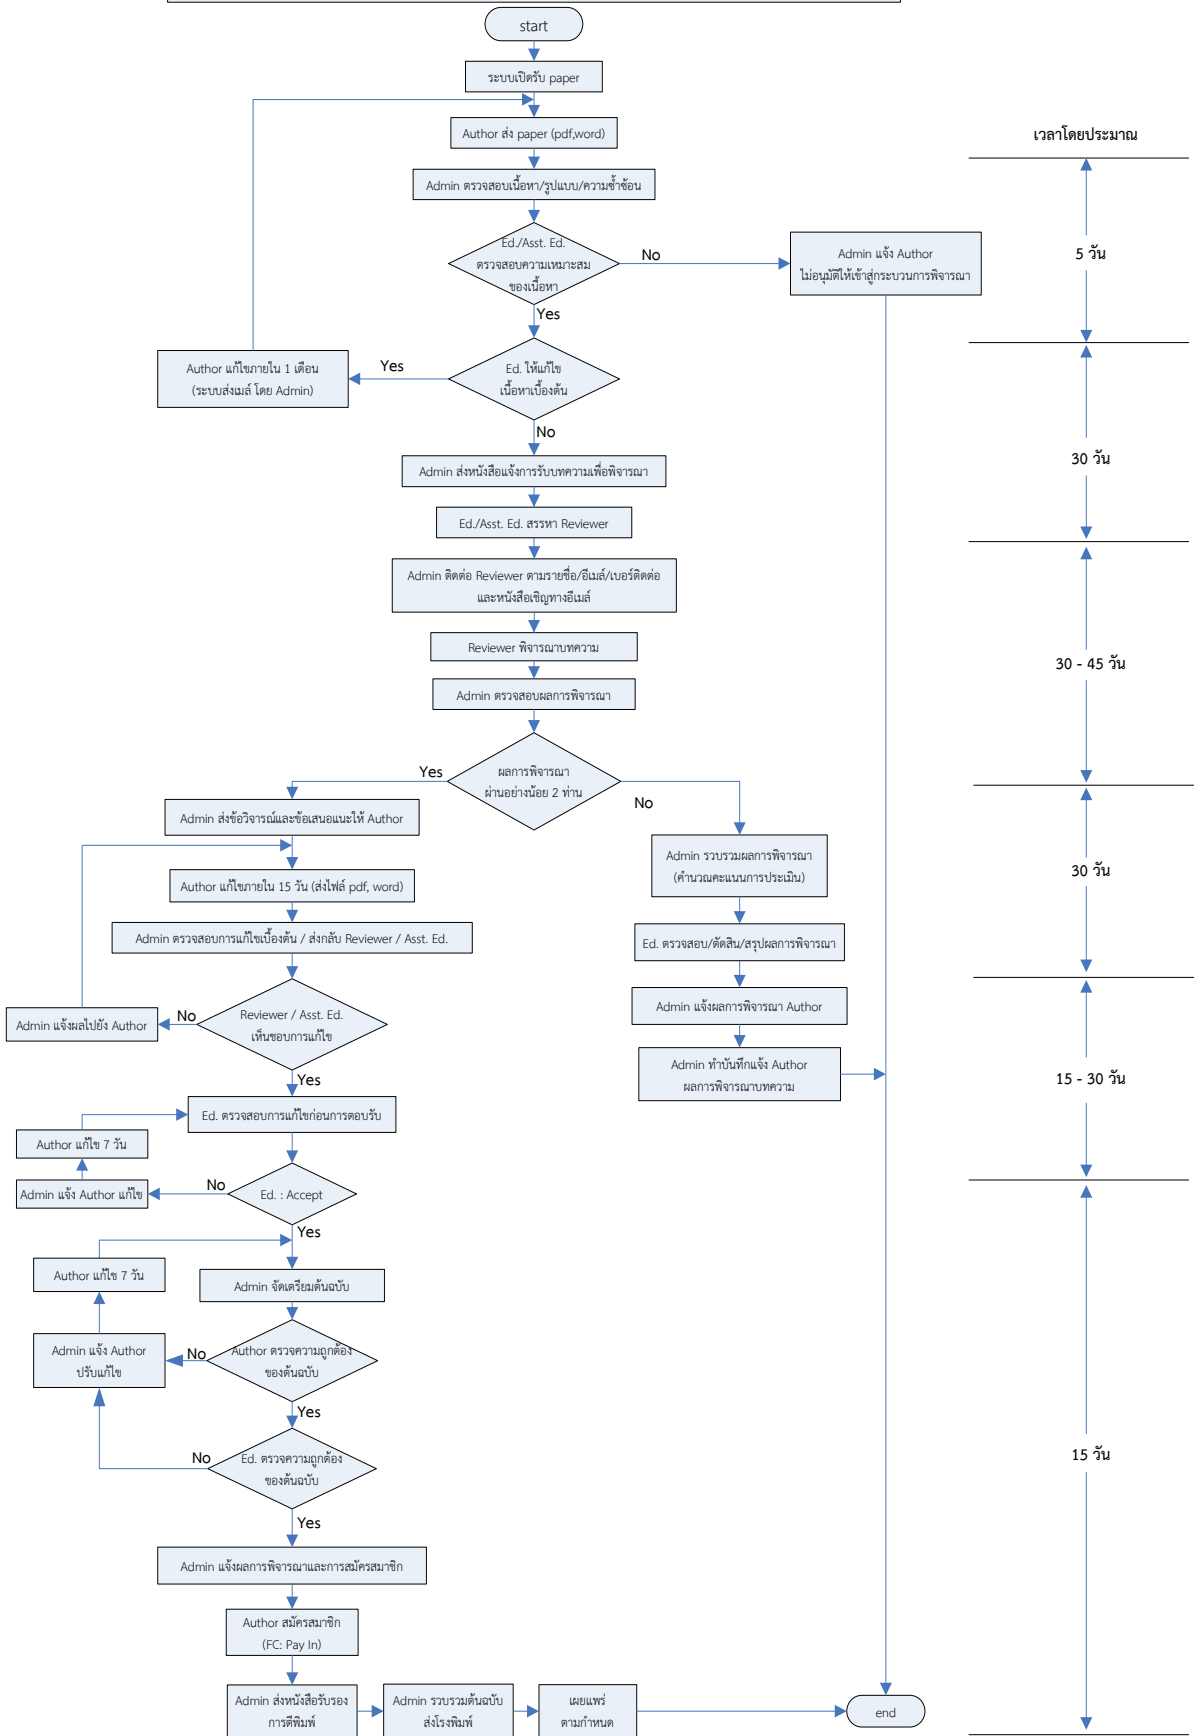 start
ระบบเปิดรับ paper
Author ส่ง paper (pdf,word)
เวลาโดยประมาณ
Admin ตรวจสอบเนื้อหา/รูปแบบ/ความซ้ำซ้อน
Ed./Asst. Ed.
ตรวจสอบความเหมาะสม
ของเนื้อหา
No
Admin แจ้ง Author
ไม่อนุมัติให้เข้าสู่กระบวนการพิจารณา
5 วัน
Yes
Ed. ให้แก้ไข
เนื้อหาเบื้องต้น
Yes
Author แก้ไขภายใน 1 เดือน
(ระบบส่งเมล์ โดย Admin)
No
Admin ส่งหนังสือแจ้งการรับบทความเพื่อพิจารณา
30 วัน
Ed./Asst. Ed. สรรหา Reviewer
Admin ติดต่อ Reviewer ตามรายชื่อ/อีเมล์/เบอร์ติดต่อ
และหนังสือเชิญทางอีเมล์
Reviewer พิจารณาบทความ
30 - 45 วัน
Admin ตรวจสอบผลการพิจารณา
ผลการพิจารณา
ผ่านอย่างน้อย 2 ท่าน
Yes
No
Admin ส่งข้อวิจารณ์และข้อเสนอแนะให้ Author
Admin รวบรวมผลการพิจารณา
(คำนวณคะแนนการประเมิน)
30 วัน
Author แก้ไขภายใน 15 วัน (ส่งไฟล์ pdf, word)
Admin ตรวจสอบการแก้ไขเบื้องต้น / ส่งกลับ Reviewer / Asst. Ed.
Ed. ตรวจสอบ/ตัดสิน/สรุปผลการพิจารณา
Admin แจ้งผลไปยัง Author
No
Reviewer / Asst. Ed.
เห็นชอบการแก้ไข
Admin แจ้งผลการพิจารณา Author
Yes
Admin ทำบันทึกแจ้ง Author
ผลการพิจารณาบทความ
15 - 30 วัน
Ed. ตรวจสอบการแก้ไขก่อนการตอบรับ
Author แก้ไข 7 วัน
Admin แจ้ง Author แก้ไข
No
Ed. : Accept
Yes
Author แก้ไข 7 วัน
Admin จัดเตรียมต้นฉบับ
Admin แจ้ง Author
ปรับแก้ไข
No
Author ตรวจความถูกต้อง
ของต้นฉบับ
Yes
No
Ed. ตรวจความถูกต้อง
ของต้นฉบับ
15 วัน
Yes
Admin แจ้งผลการพิจารณาและการสมัครสมาชิก
Author สมัครสมาชิก
(FC: Pay In)
Admin ส่งหนังสือรับรอง
การตีพิมพ์
Admin รวบรวมต้นฉบับ
ส่งโรงพิมพ์
เผยแพร่
ตามกำหนด
end